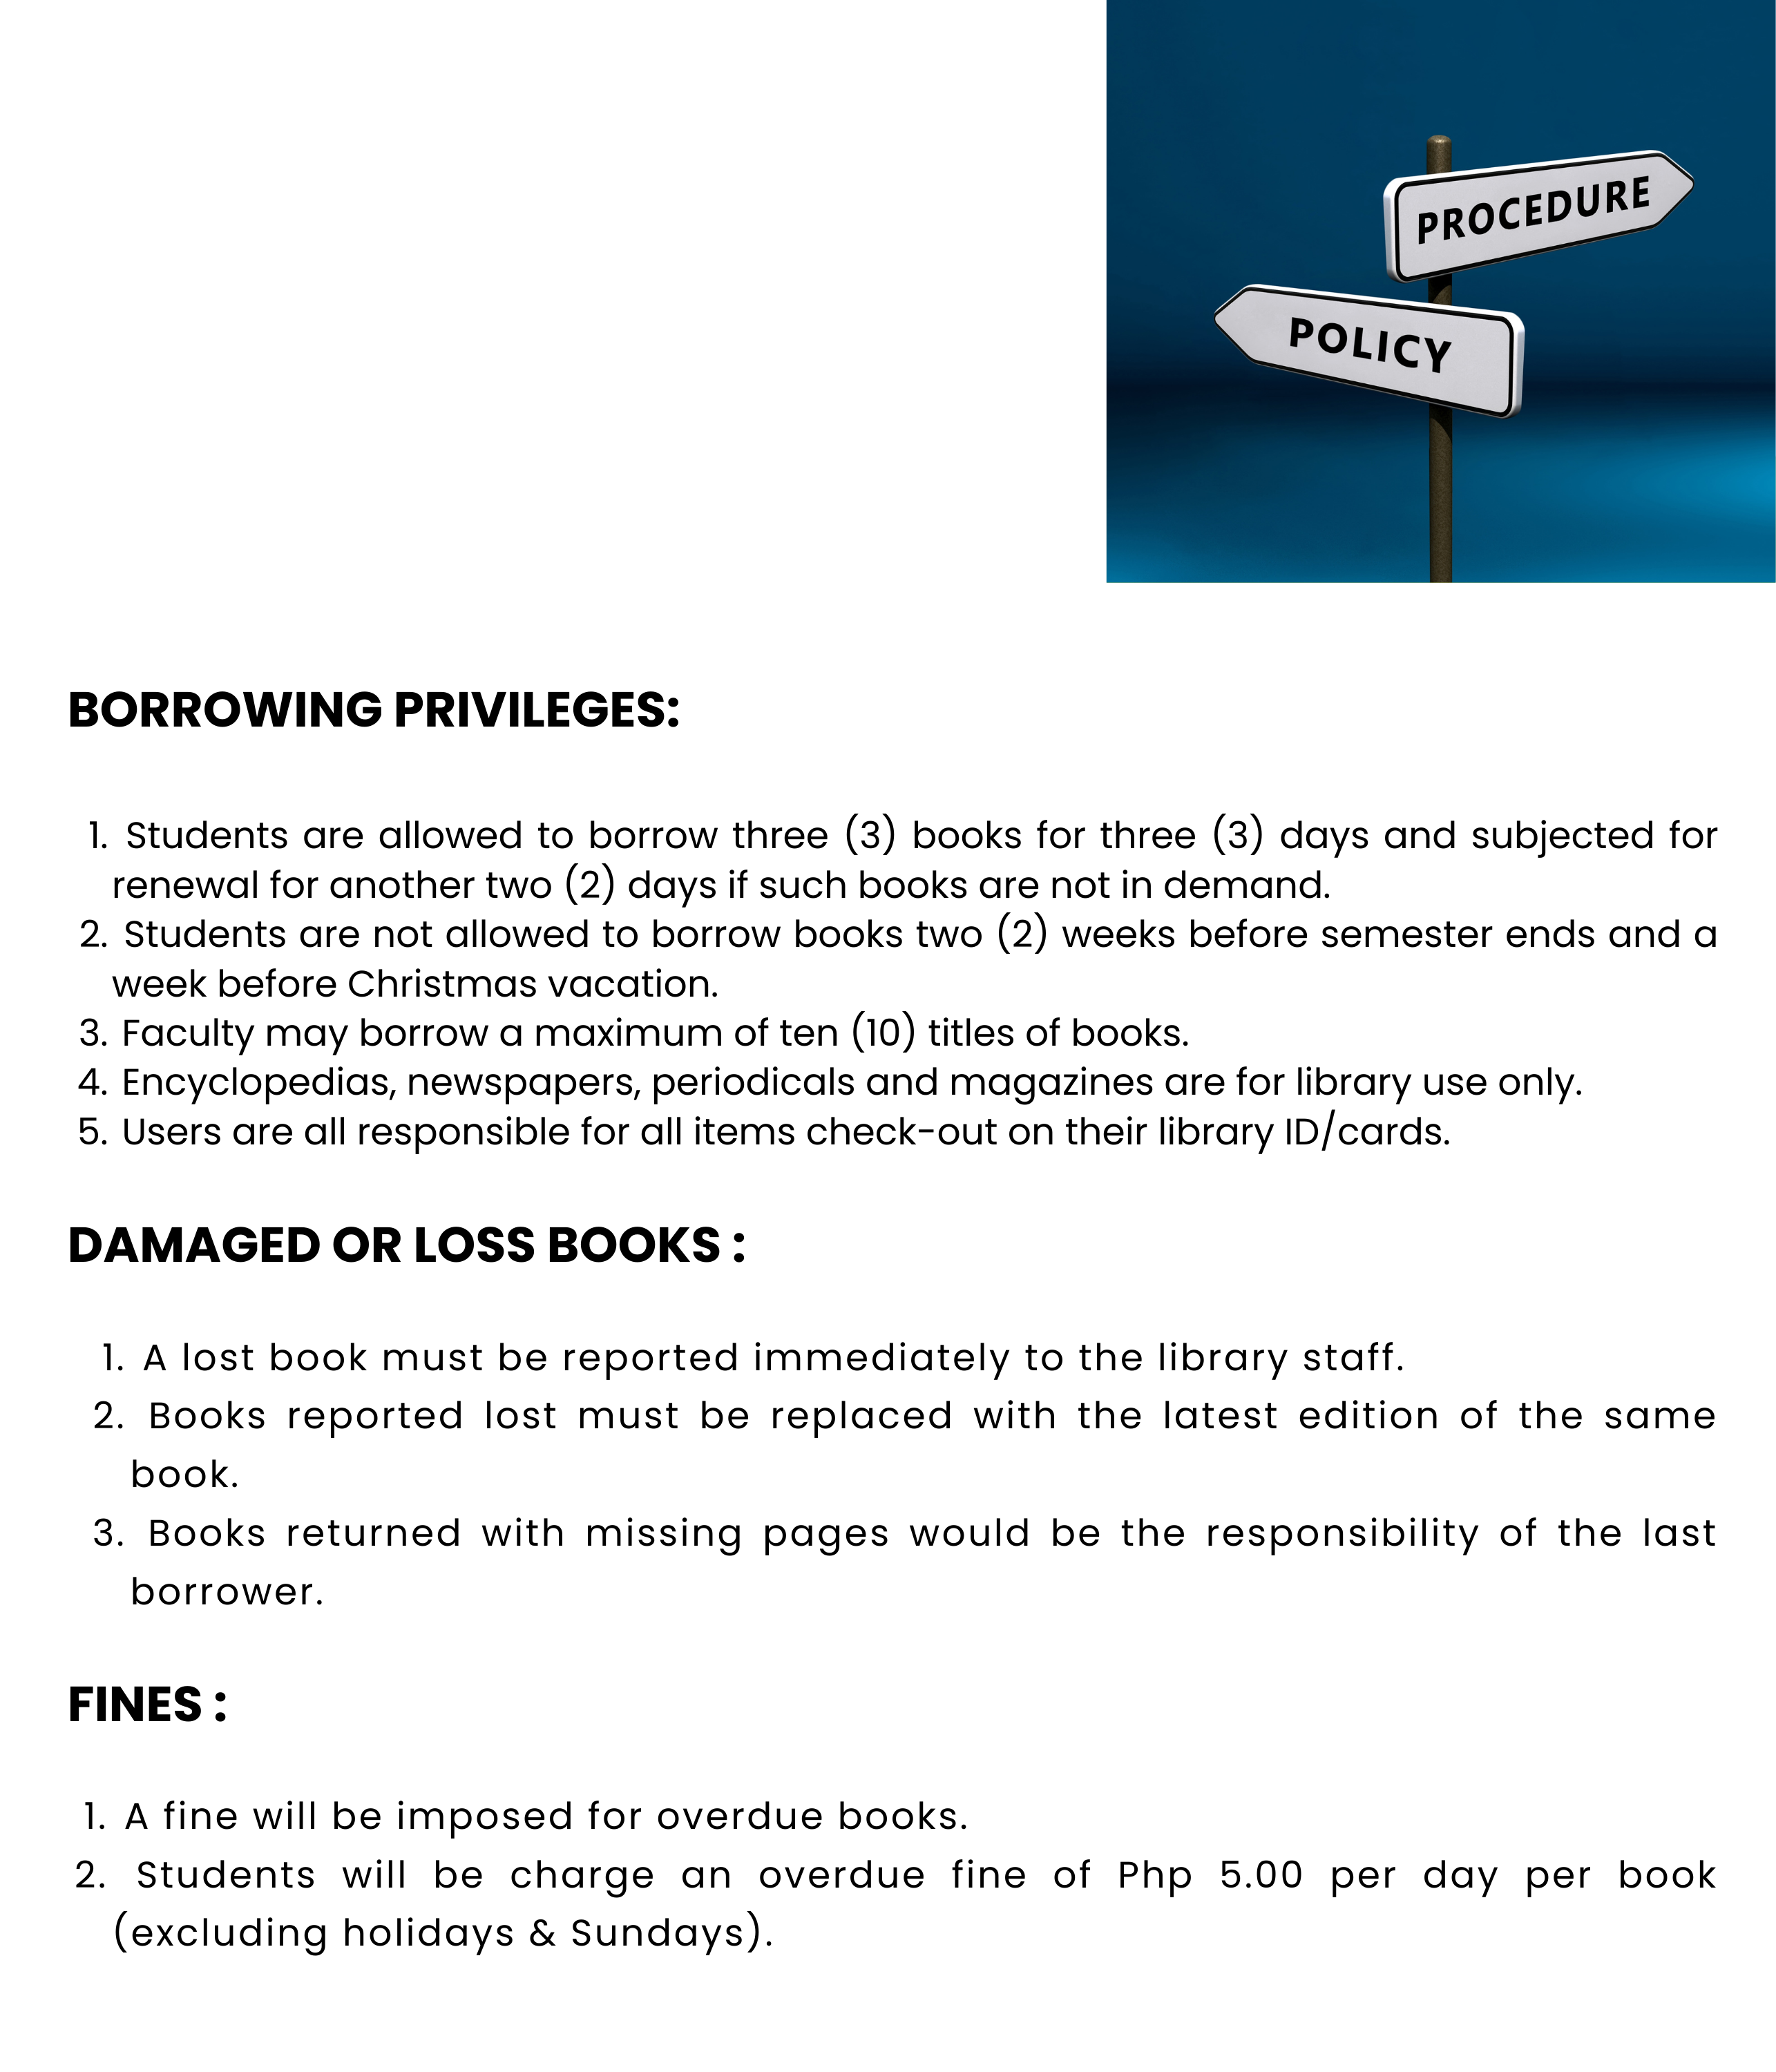 PROCEDURE
POLICY
BORROWING PRIVILEGES:
1. Students are allowed to borrow three (3) books for three (3) days and subjected for
renewal for another two (2) days if such books are not in demand.
2. Students are not allowed to borrow books two (2) weeks before semester ends and a
week before Christmas vacation.
3. Faculty may borrow a maximum of ten (10) titles of books.
4. Encyclopedias, newspapers, periodicals and magazines are for library use only.
5. Users are all responsible for all items check-out on their library ID/cards.
DAMAGED OR LOSS BOOKS :
1. A lost book must be reported immediately to the library staff.
2. Books reported lost must be replaced with the latest edition of the same
book.
3. Books returned with missing pages would be the responsibility of the last
borrower.
FINES :
1. A fine will be imposed for overdue books.
2. Students will be charge an overdue fine of Php 5.00 per day per book
(excluding holidays & Sundays).